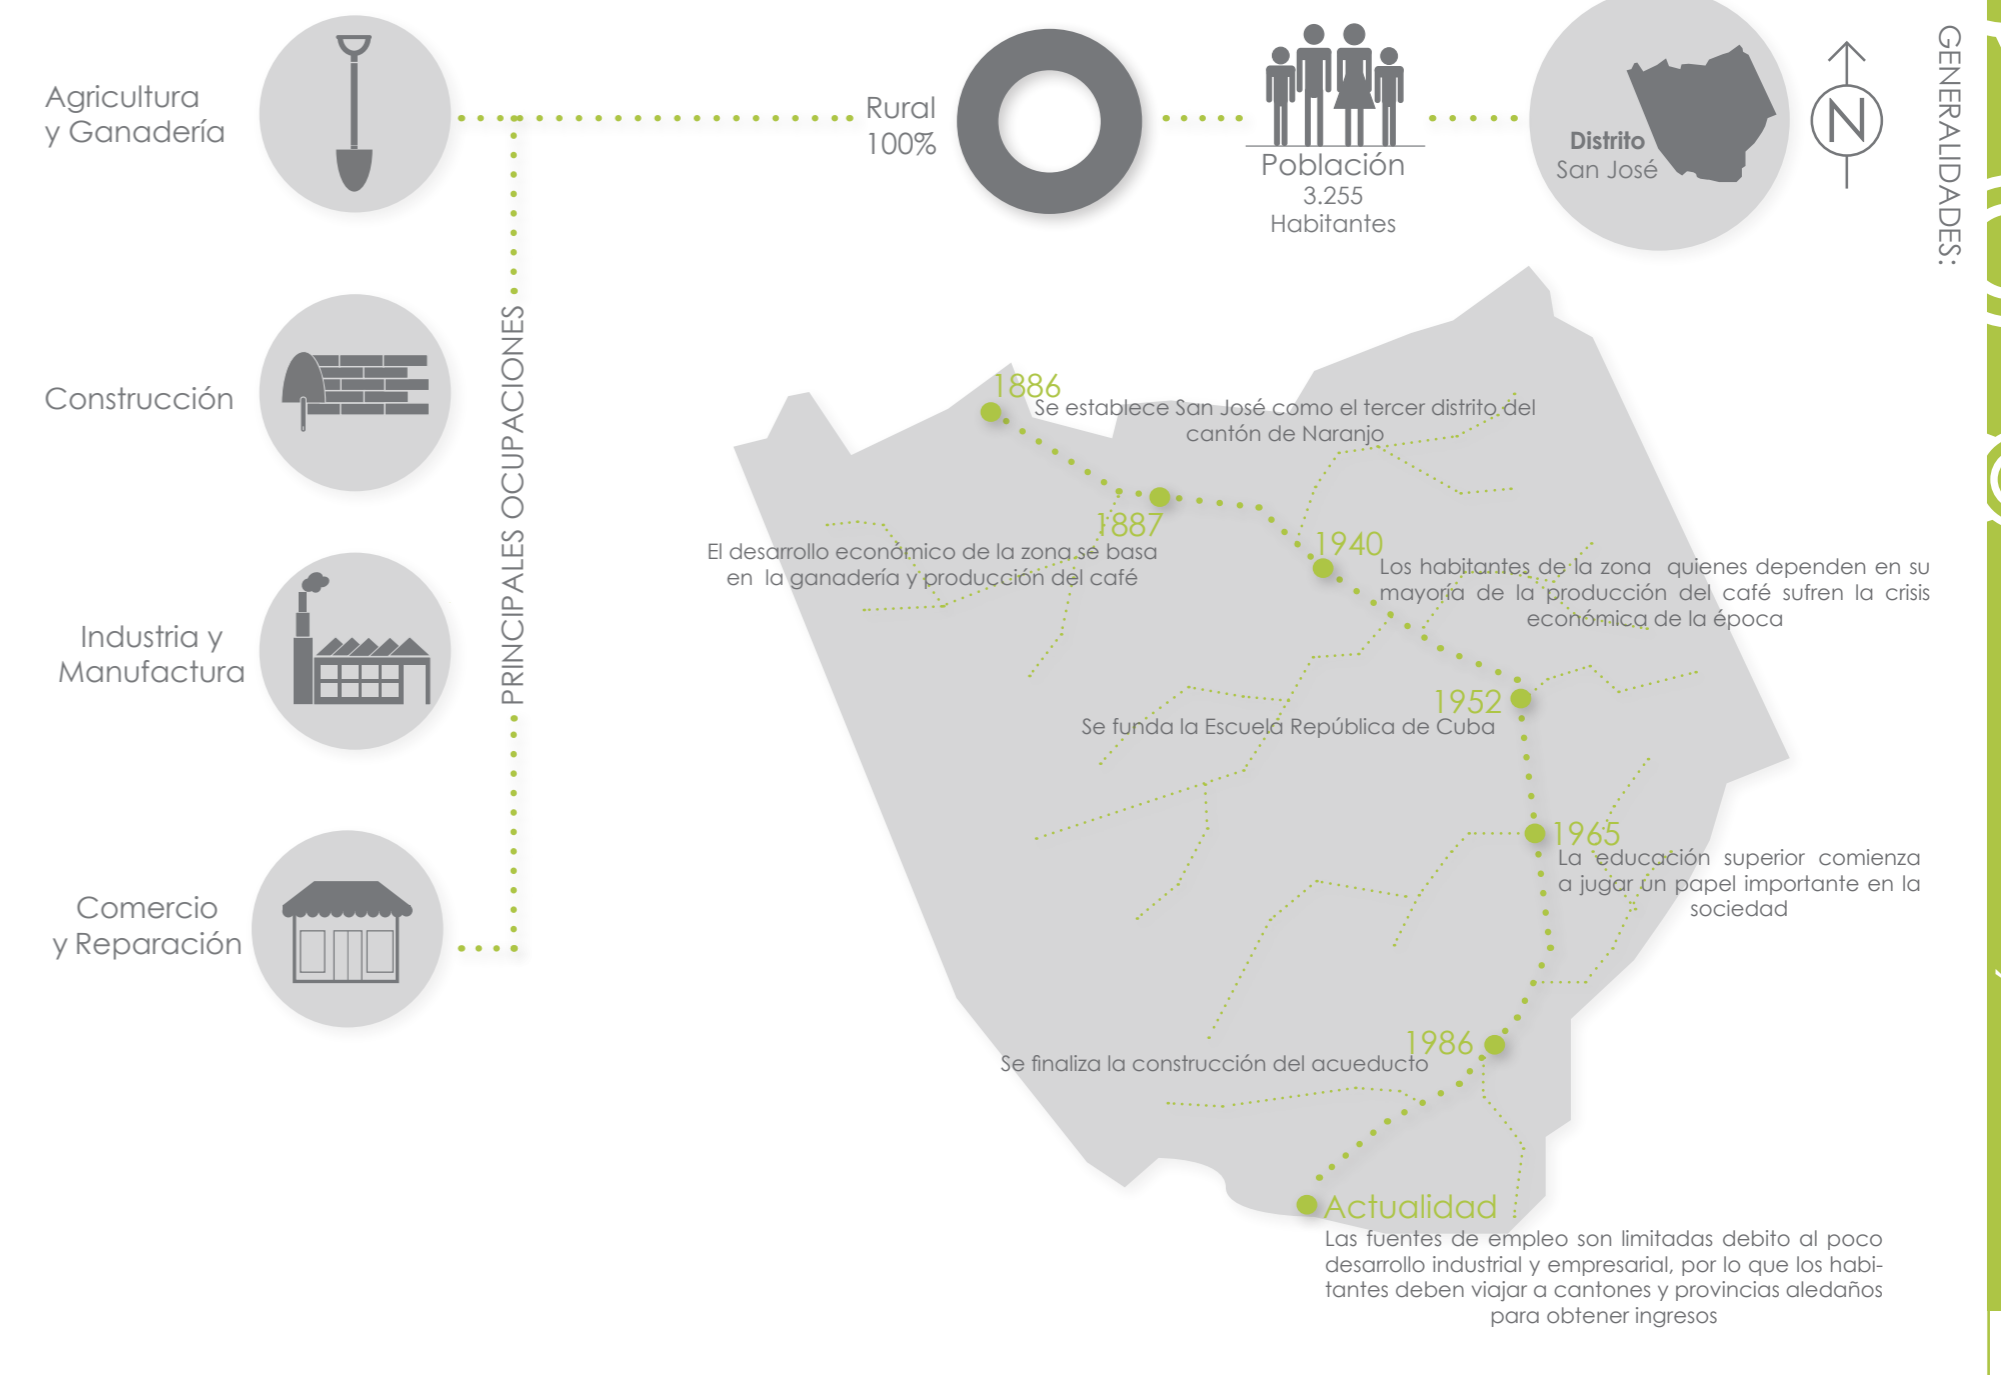 GENERALIDADES:
Agricultura
y Ganadería
Rural
100%
Población
3.255
Habitantes
Distrito
San José
N
PRINCIPALES OCUPACIONES
Construcción
Industria y
Manufactura
Comercio
y Reparación
1886
Se establece San José como el tercer distrito del
cantón de Naranjo
1887
El desarrollo económico de la zona se basa
en la ganadería y producción del café
1940
Los habitantes de la zona quienes dependen en su
mayoría de la producción del café sufren la crisis
económica de la época
1952
Se funda la Escuela República de Cuba
1965
La educación superior comienza
a jugar un papel importante en la
sociedad
1986
Se finaliza la construcción del acueducto
Actualidad
Las fuentes de empleo son limitadas debito al poco
desarrollo industrial y empresarial, por lo que los habi-
tantes deben viajar a cantones y provincias aledaños
para obtener ingresos